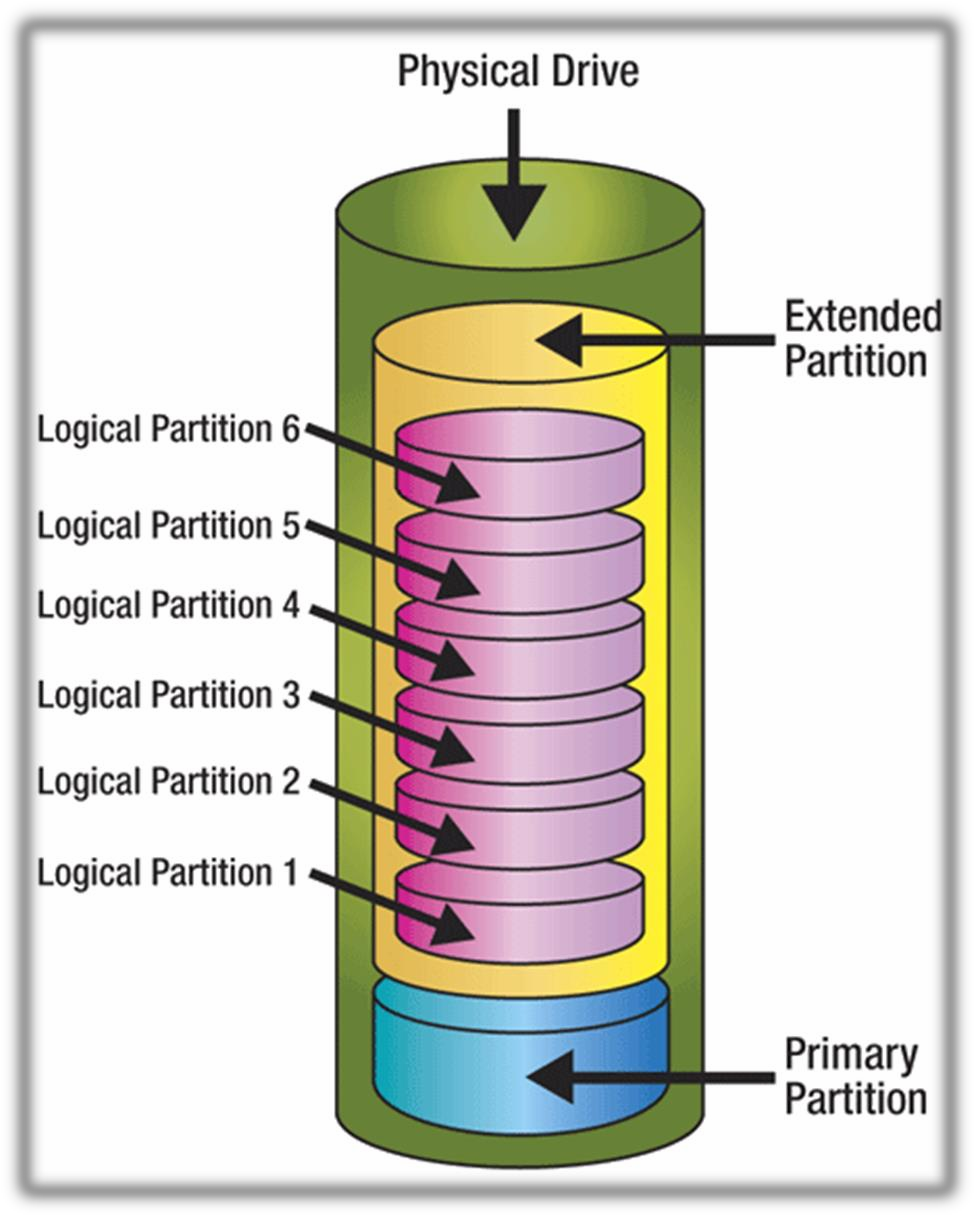 Physical Drive
Extended
Partition
Logical Partition 6
Logical Partition 5
Logical Partition 4
Logical Partition 3
Logical Partition 2
Logical Partition 1
Primary
Partition